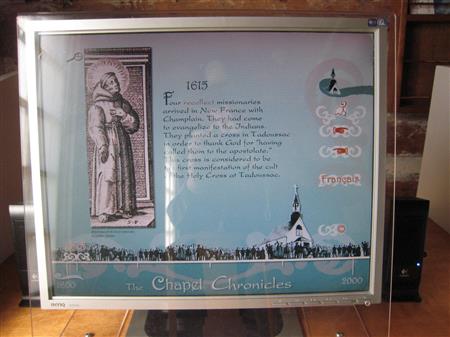 1615
Four recollect missionaries
arrived in New France with
Champlain. They had come
to evangelize to the Indians.
They planted a cross in Tadoussac
in order to thank God for "having
called them to the apostolate."
This cross is considered to be
the first manifestation of the cult
of the Holy Cross at Tadoussac.
Français
1600
The Chapel Chronicles
2000
BenQ